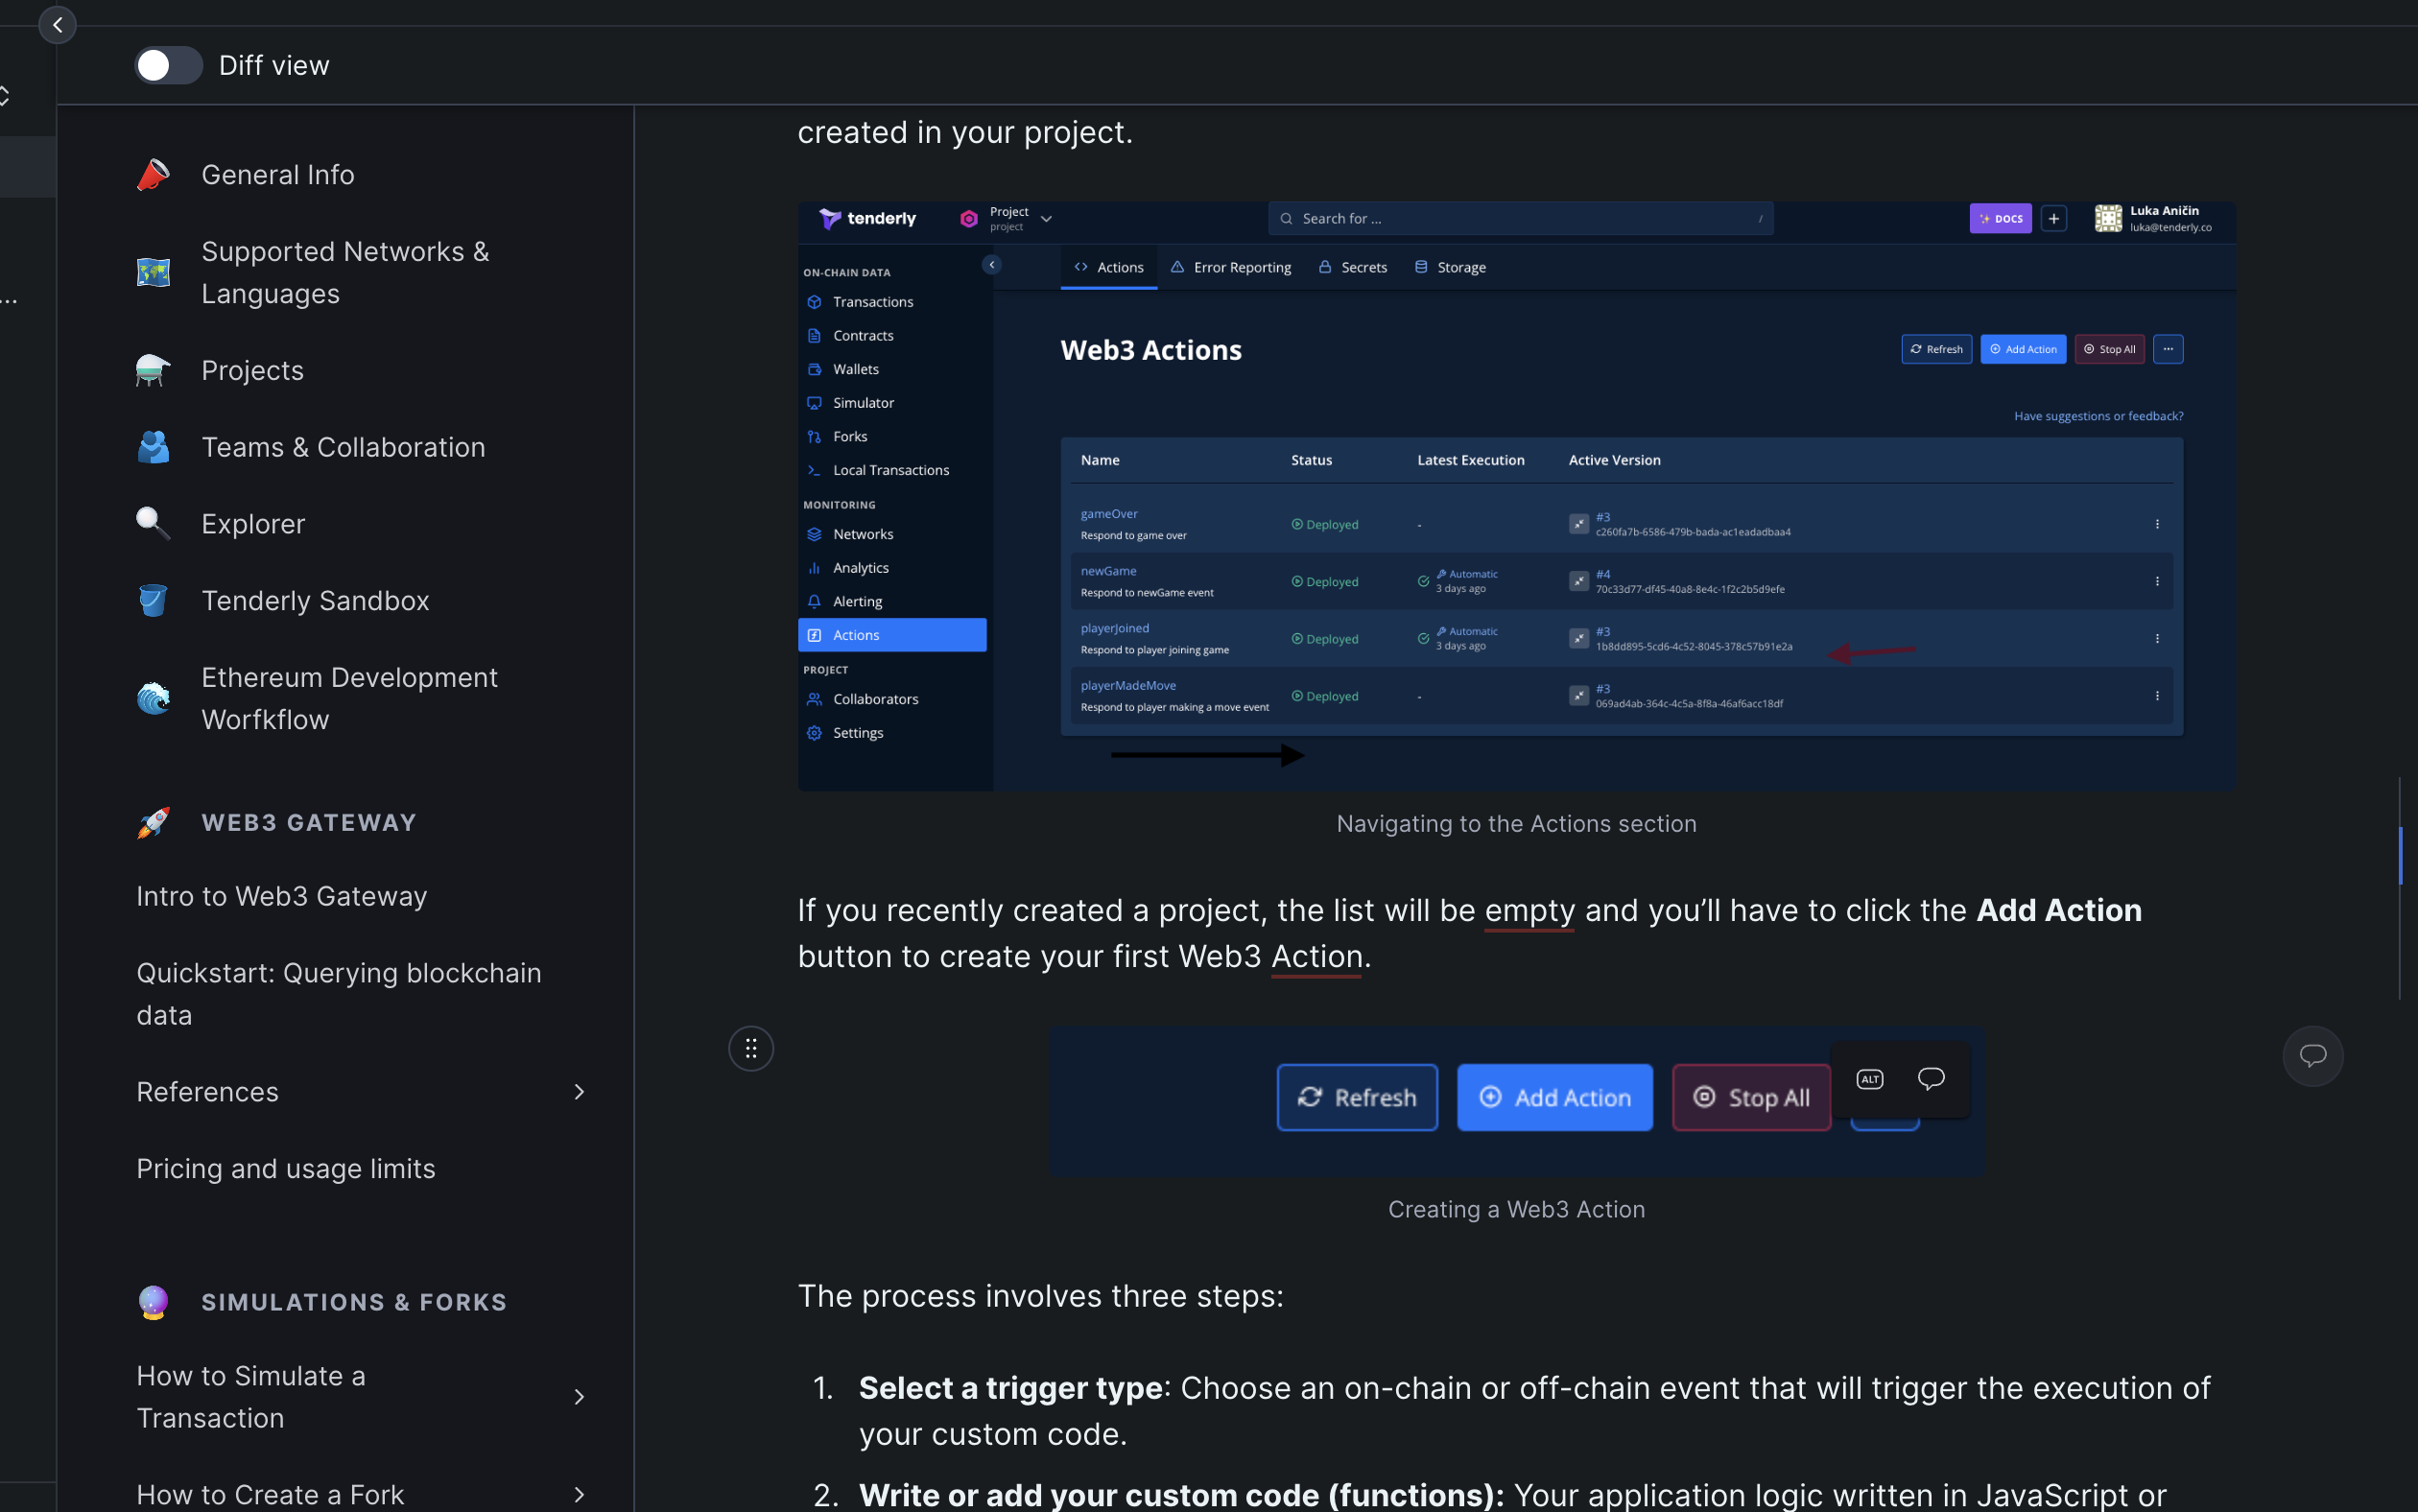 Diff view
General Info
Supported Networks &
Languages
Projects
Teams & Collaboration
Explorer
Tenderly Sandbox
Ethereum Development
Worfkflow
WEB3 GATEWAY
Intro to Web3 Gateway
Quickstart: Querying blockchain
data
References
Pricing and usage limits
SIMULATIONS & FORKS
How to Simulate a
Transaction
How to Create a Fork
created in your project.
tenderly
Project
project
Search for ...
/
DOCS
+
Luka Aničin
luka@tenderly.co
ON-CHAIN DATA
Transactions
Contracts
Wallets
Simulator
Forks
Local Transactions
MONITORING
Networks
Analytics
Alerting
Actions
PROJECT
Collaborators
Settings
Actions
Error Reporting
Secrets
Storage
Web3 Actions
Refresh
Add Action
Stop All
...
Have suggestions or feedback?
Name Status Latest Execution Active Version
gameOver
Respond to game over
Deployed
-
#3
c260fa7b-6586-479b-bada-ac1eadadbaa4
newGame
Respond to newGame event
Deployed
Automatic
3 days ago
#4
70c33d77-df45-40a8-8e4c-1f2c2b5d9efe
playerJoined
Respond to player joining game
Deployed
Automatic
3 days ago
#3
1b8dd895-5cd6-4c52-8045-378c57b91e2a
playerMadeMove
Respond to player making a move event
Deployed
-
#3
069ad4ab-364c-4c5a-8f8a-46af6acc18df
Navigating to the Actions section
If you recently created a project, the list will be empty and you’ll have to click the Add Action
button to create your first Web3 Action.
Refresh
Add Action
Stop All
ALT
Creating a Web3 Action
The process involves three steps:
1. Select a trigger type: Choose an on-chain or off-chain event that will trigger the execution of
your custom code.
2. Write or add your custom code (functions): Your application logic written in JavaScript or